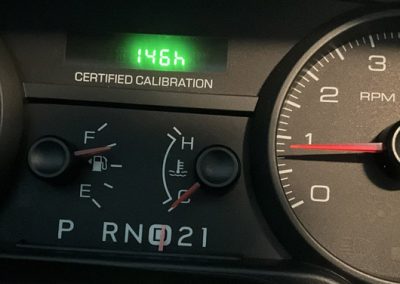 146h
CERTIFIED CALIBRATION
F
E
H
C
P RND21
0
1
2
3
RPM